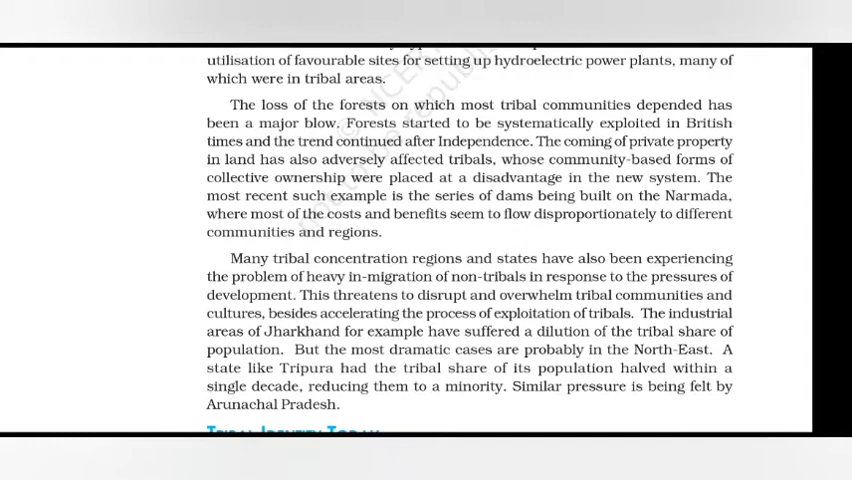 utilisation of favourable sites for setting up hydroelectric power plants, many of
which were in tribal areas.
The loss of the forests on which most tribal communities depended has
been a major blow. Forests started to be systematically exploited in British
times and the trend continued after Independence. The coming of private property
in land has also adversely affected tribals, whose community-based forms of
collective ownership were placed at a disadvantage in the new system. The
most recent such example is the series of dams being built on the Narmada,
where most of the costs and benefits seem to flow disproportionately to different
communities and regions.
Many tribal concentration regions and states have also been experiencing
the problem of heavy in-migration of non-tribals in response to the pressures of
development. This threatens to disrupt and overwhelm tribal communities and
cultures, besides accelerating the process of exploitation of tribals. The industrial
areas of Jharkhand for example have suffered a dilution of the tribal share of
population. But the most dramatic cases are probably in the North-East. A
state like Tripura had the tribal share of its population halved within a
single decade, reducing them to a minority. Similar pressure is being felt by
Arunachal Pradesh.
TRIBAL IDENTITY TODAY